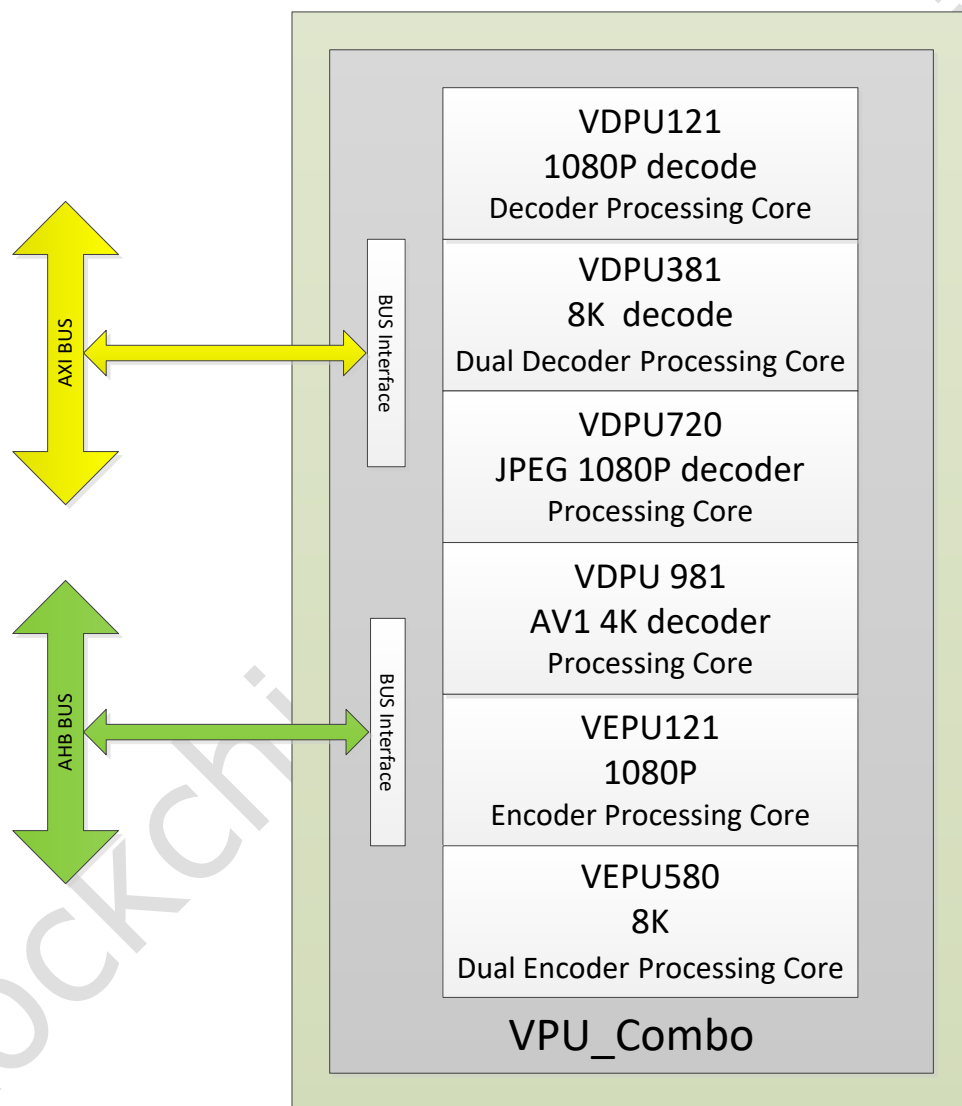 VDPU121
1080P decode
Decoder Processing Core
VDPU381
8K decode
Dual Decoder Processing Core
VDPU720
JPEG 1080P decoder
Processing Core
VDPU 981
AV1 4K decoder
Processing Core
VEPU121
1080P
Encoder Processing Core
VEPU580
8K
Dual Encoder Processing Core
VPU_Combo
AXI BUS
BUS Interface
AHB BUS
BUS Interface
ockchi